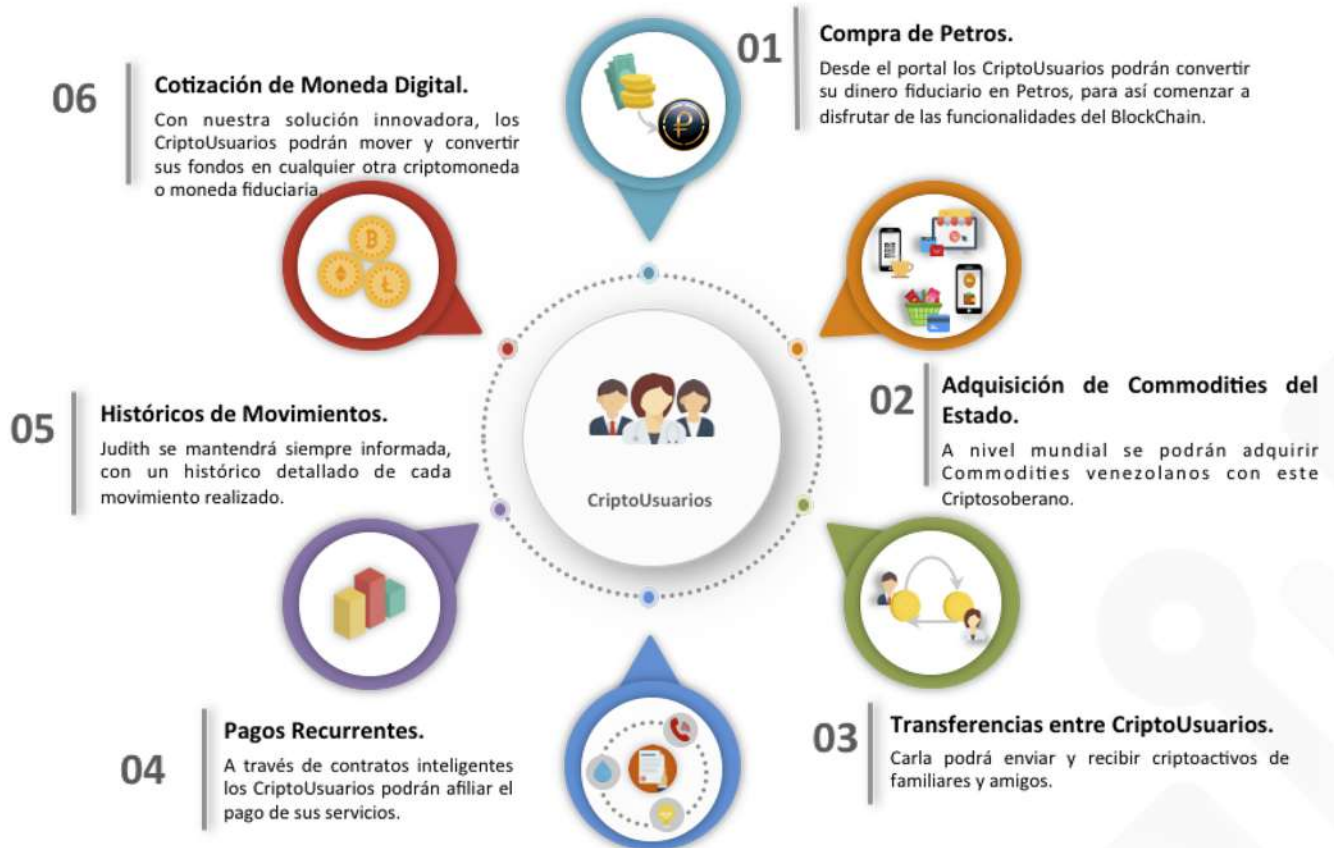 01
Compra de Petros.
Desde el portal los CriptoUsuarios podrán convertir
su dinero fiduciario en Petros, para así comenzar a
disfrutar de las funcionalidades del BlockChain.
02
Adquisición de Commodities del
Estado.
A nivel mundial se podrán adquirir
Commodities venezolanos con este
Criptosoberano.
03
Transferencias entre CriptoUsuarios.
Carla podrá enviar y recibir criptoactivos de
familiares y amigos.
04
Pagos Recurrentes.
A través de contratos inteligentes
los CriptoUsuarios podrán afiliar el
pago de sus servicios.
05
Históricos de Movimientos.
Judith se mantendrá siempre informada,
con un histórico detallado de cada
movimiento realizado.
06
Cotización de Moneda Digital.
Con nuestra solución innovadora, los
CriptoUsuarios podrán mover y convertir
sus fondos en cualquier otra criptomoneda
o moneda fiduciaria.
CriptoUsuarios